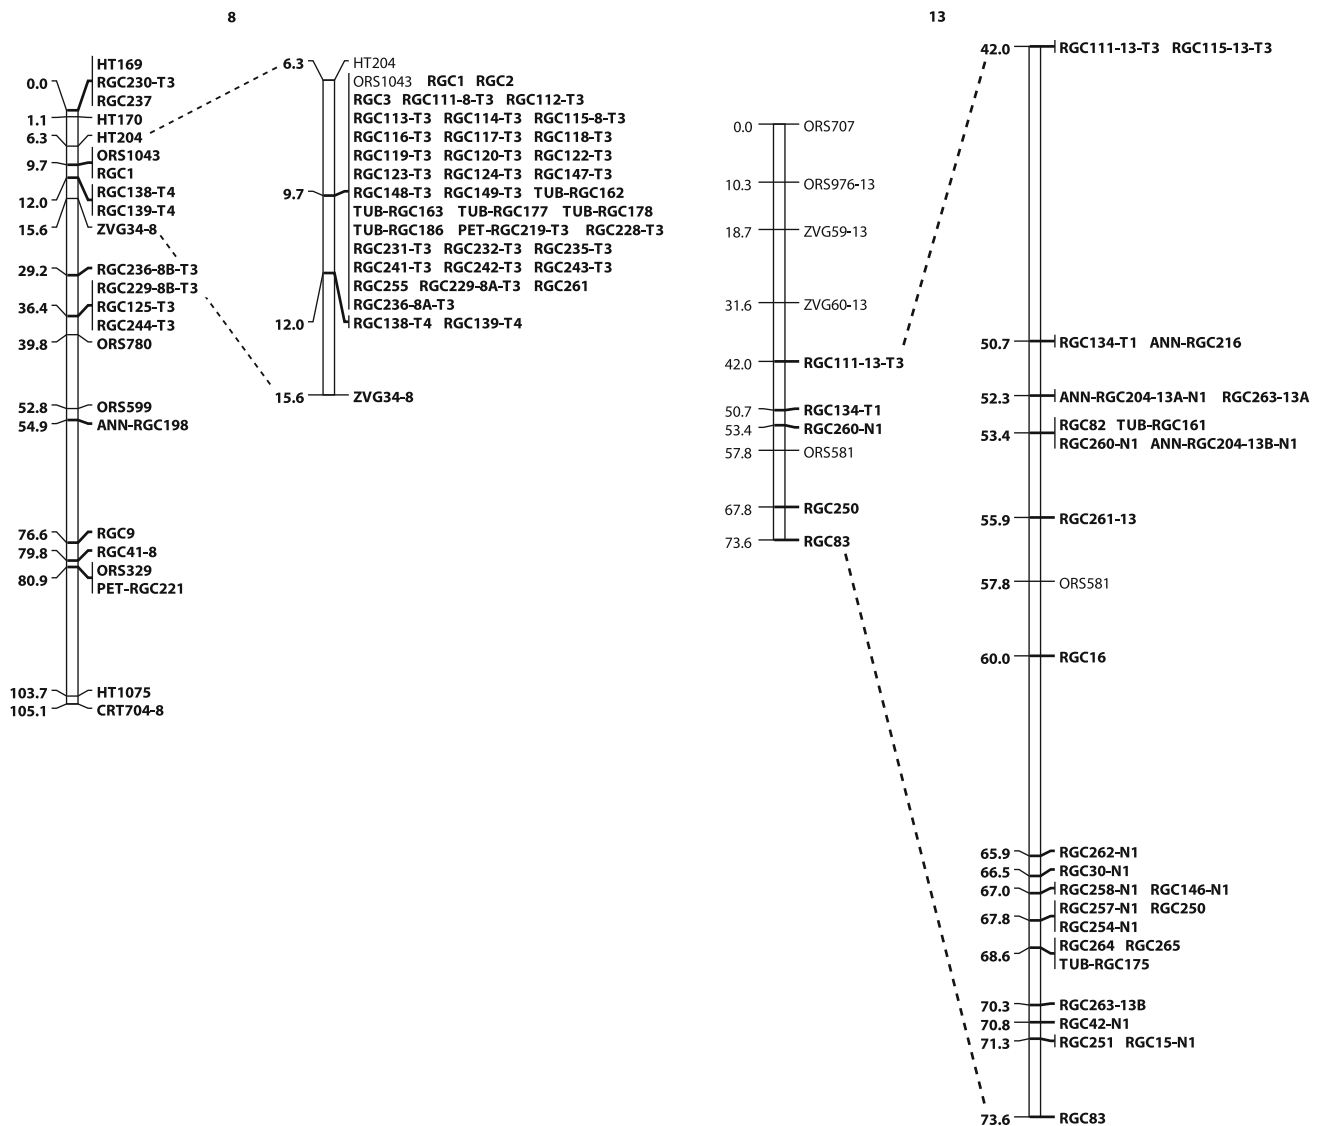 8
HT169
0.0 RGC230-T3
RGC237
1.1 HT170
6.3 HT204
ORS1043
9.7
RGC1
RGC138-T4
12.0
RGC139-T4
15.6 ZVG34-8
29.2 RGC236-8B-T3
RGC229-8B-T3
36.4 RGC125-T3
RGC244-T3
39.8 ORS780
52.8 ORS599
54.9 ANN-RGC198
76.6 RGC9
79.8 RGC41-8
ORS329
80.9
PET-RGC221
103.7 HT1075
105.1 CRT704-8
6.3 HT204
ORS1043 RGC1 RGC2
RGC3 RGC111-8-T3 RGC112-T3
RGC113-T3 RGC114-T3 RGC115-8-T3
RGC116-T3 RGC117-T3 RGC118-T3
RGC119-T3 RGC120-T3 RGC122-T3
RGC123-T3 RGC124-T3 RGC147-T3
9.7 RGC148-T3 RGC149-T3 TUB-RGC162
TUB-RGC163 TUB-RGC177 TUB-RGC178
TUB-RGC186 PET-RGC219-T3 RGC228-T3
RGC231-T3 RGC232-T3 RGC235-T3
RGC241-T3 RGC242-T3 RGC243-T3
RGC255 RGC229-8A-T3 RGC261
RGC236-8A-T3
12.0 RGC138-T4 RGC139-T4
15.6 ZVG34-8
13
0.0 ORS707
10.3 ORS976-13
18.7 ZVG59-13
31.6 ZVG60-13
42.0 RGC111-13-T3
50.7 RGC134-T1
53.4 RGC260-N1
57.8 ORS581
67.8 RGC250
73.6 RGC83
42.0 RGC111-13-T3 RGC115-13-T3
50.7 RGC134-T1 ANN-RGC216
52.3 ANN-RGC204-13A-N1 RGC263-13A
RGC82 TUB-RGC161
53.4
RGC260-N1 ANN-RGC204-13B-N1
55.9 RGC261-13
57.8 ORS581
60.0 RGC16
65.9 RGC262-N1
66.5 RGC30-N1
67.0 RGC258-N1 RGC146-N1
RGC257-N1 RGC250
67.8
RGC254-N1
RGC264 RGC265
68.6
TUB-RGC175
70.3 RGC263-13B
70.8 RGC42-N1
71.3 RGC251 RGC15-N1
73.6 RGC83